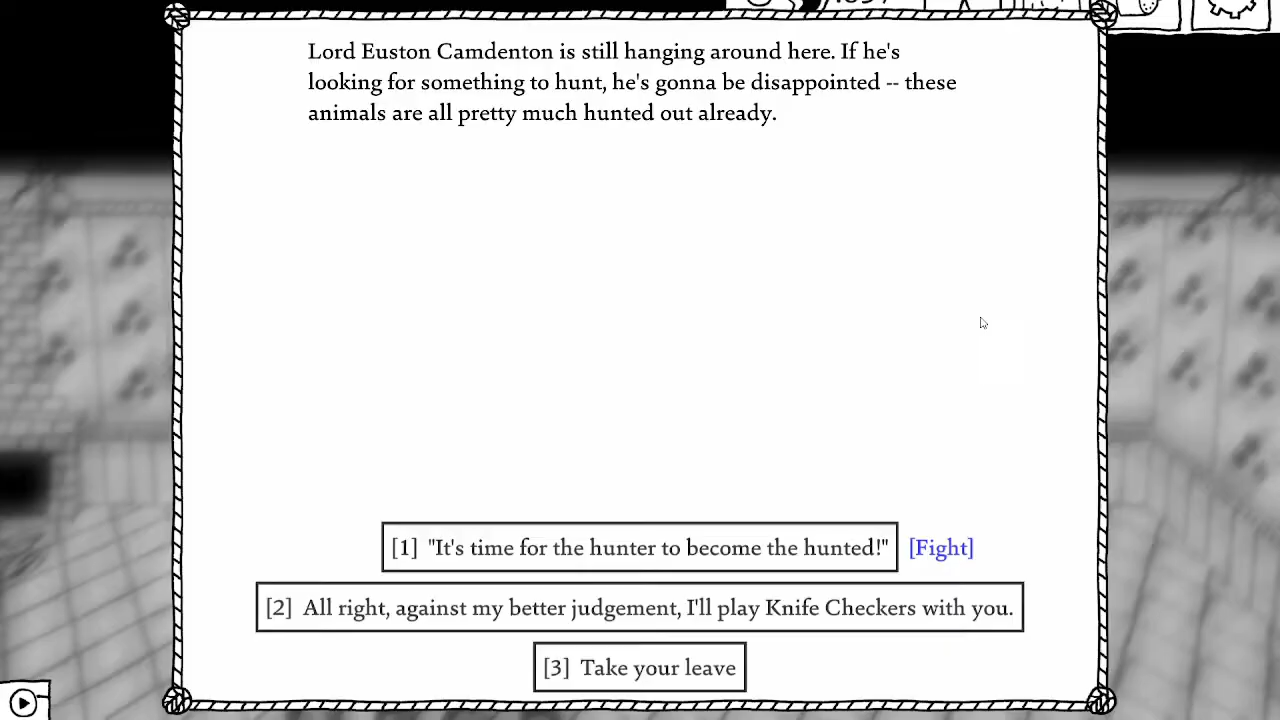 Lord Euston Camdenton is still hanging around here. If he's
looking for something to hunt, he's gonna be disappointed -- these
animals are all pretty much hunted out already.
[1] "It's time for the hunter to become the hunted!" [Fight]
[2] All right, against my better judgement, I'll play Knife Checkers with you.
[3] Take your leave